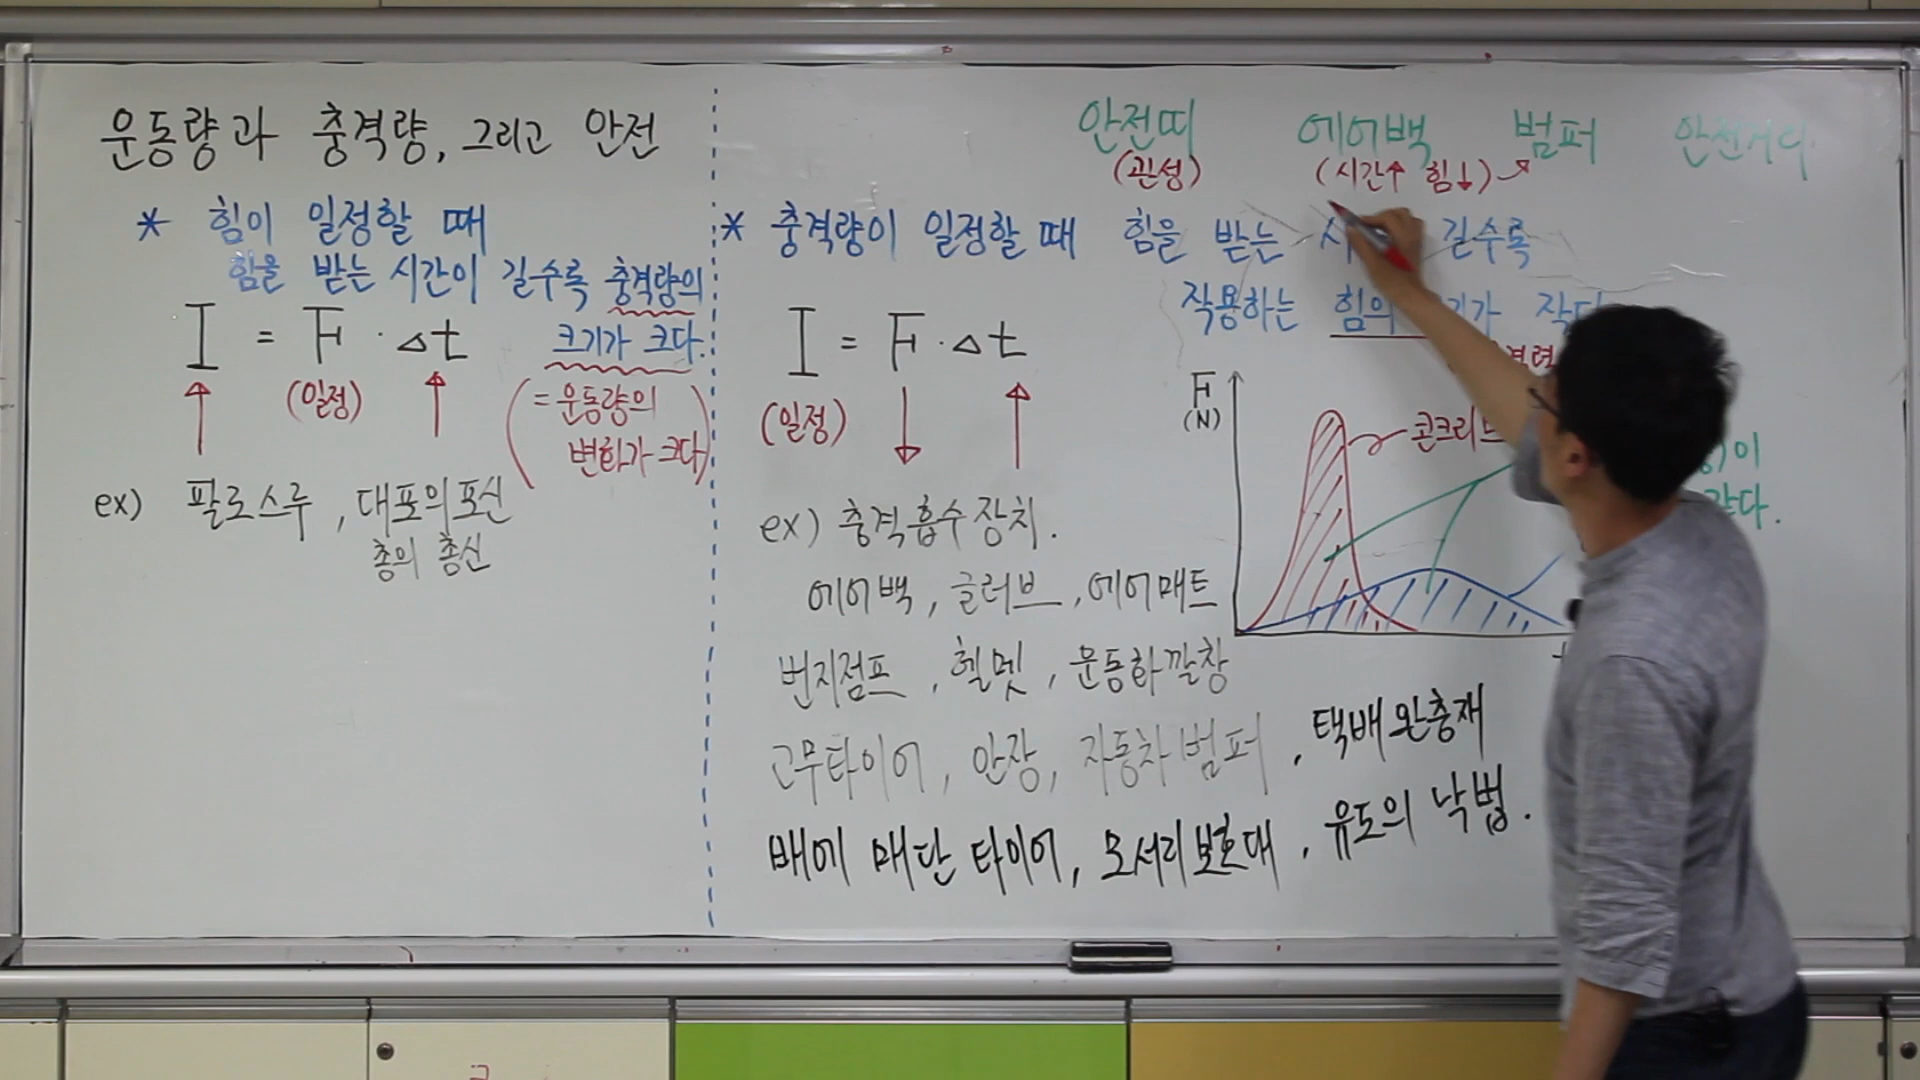 운동량과 충격량, 그리고 안전
* 힘이 일정할 때
힘을 받는 시간이 길수록 충격량의
크기가 크다.
I = F · Δt
(일정)
(= 운동량의
변화가 크다)
ex) 팔로스루, 대포의 포신
총의 총신
안전띠 에어백 범퍼 안전거리
(관성) (시간↑ 힘↓)
* 충격량이 일정할 때 힘을 받는 길수록
작용하는 힘의
I = F · Δt
(일정)
F
(N)
콘크리
이
같다.
ex) 충격흡수장치.
에어백, 글러브, 에어매트
번지점프, 헬멧, 운동화깔창
고무타이어, 안장, 자동차범퍼, 택배완충재
배에 매단 타이어, 모서리보호대, 유도의 낙법.